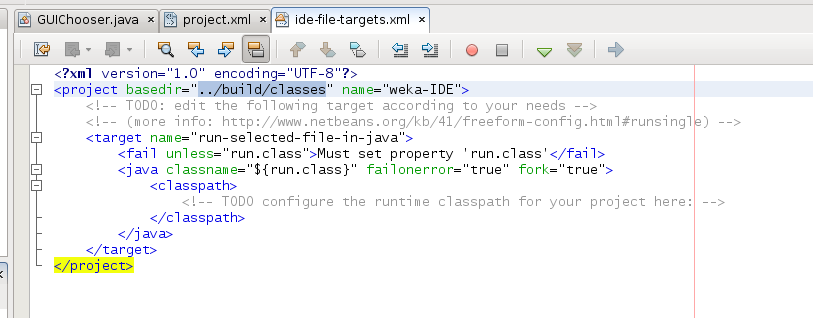 GUIChooser.java project.xml ide-file-targets.xml
<?xml version="1.0" encoding="UTF-8"?>
<project basedir="../build/classes" name="weka-IDE">
<!-- TODO: edit the following target according to your needs -->
<!-- (more info: http://www.netbeans.org/kb/41/freeform-config.html#runsingle) -->
<target name="run-selected-file-in-java">
<fail unless="run.class">Must set property 'run.class'</fail>
<java classname="${run.class}" failonerror="true" fork="true">
<classpath>
<!-- TODO configure the runtime classpath for your project here: -->
</classpath>
</java>
</target>
</project>